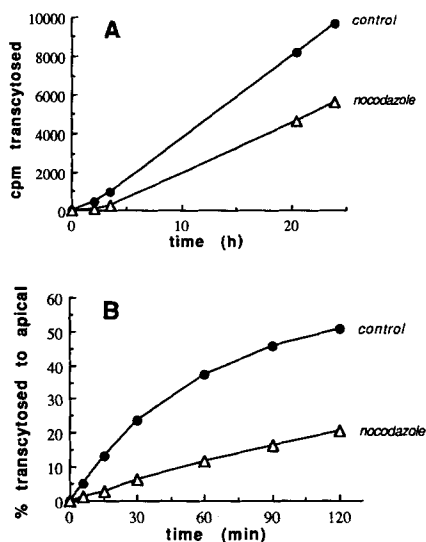 A
cpm transcytosed
10000
8000
6000
4000
2000
0
0
10
20
time (h)
control
nocodazole
B
% transcytosed to apical
60
50
40
30
20
10
0
0
30
60
90
120
time (min)
control
nocodazole